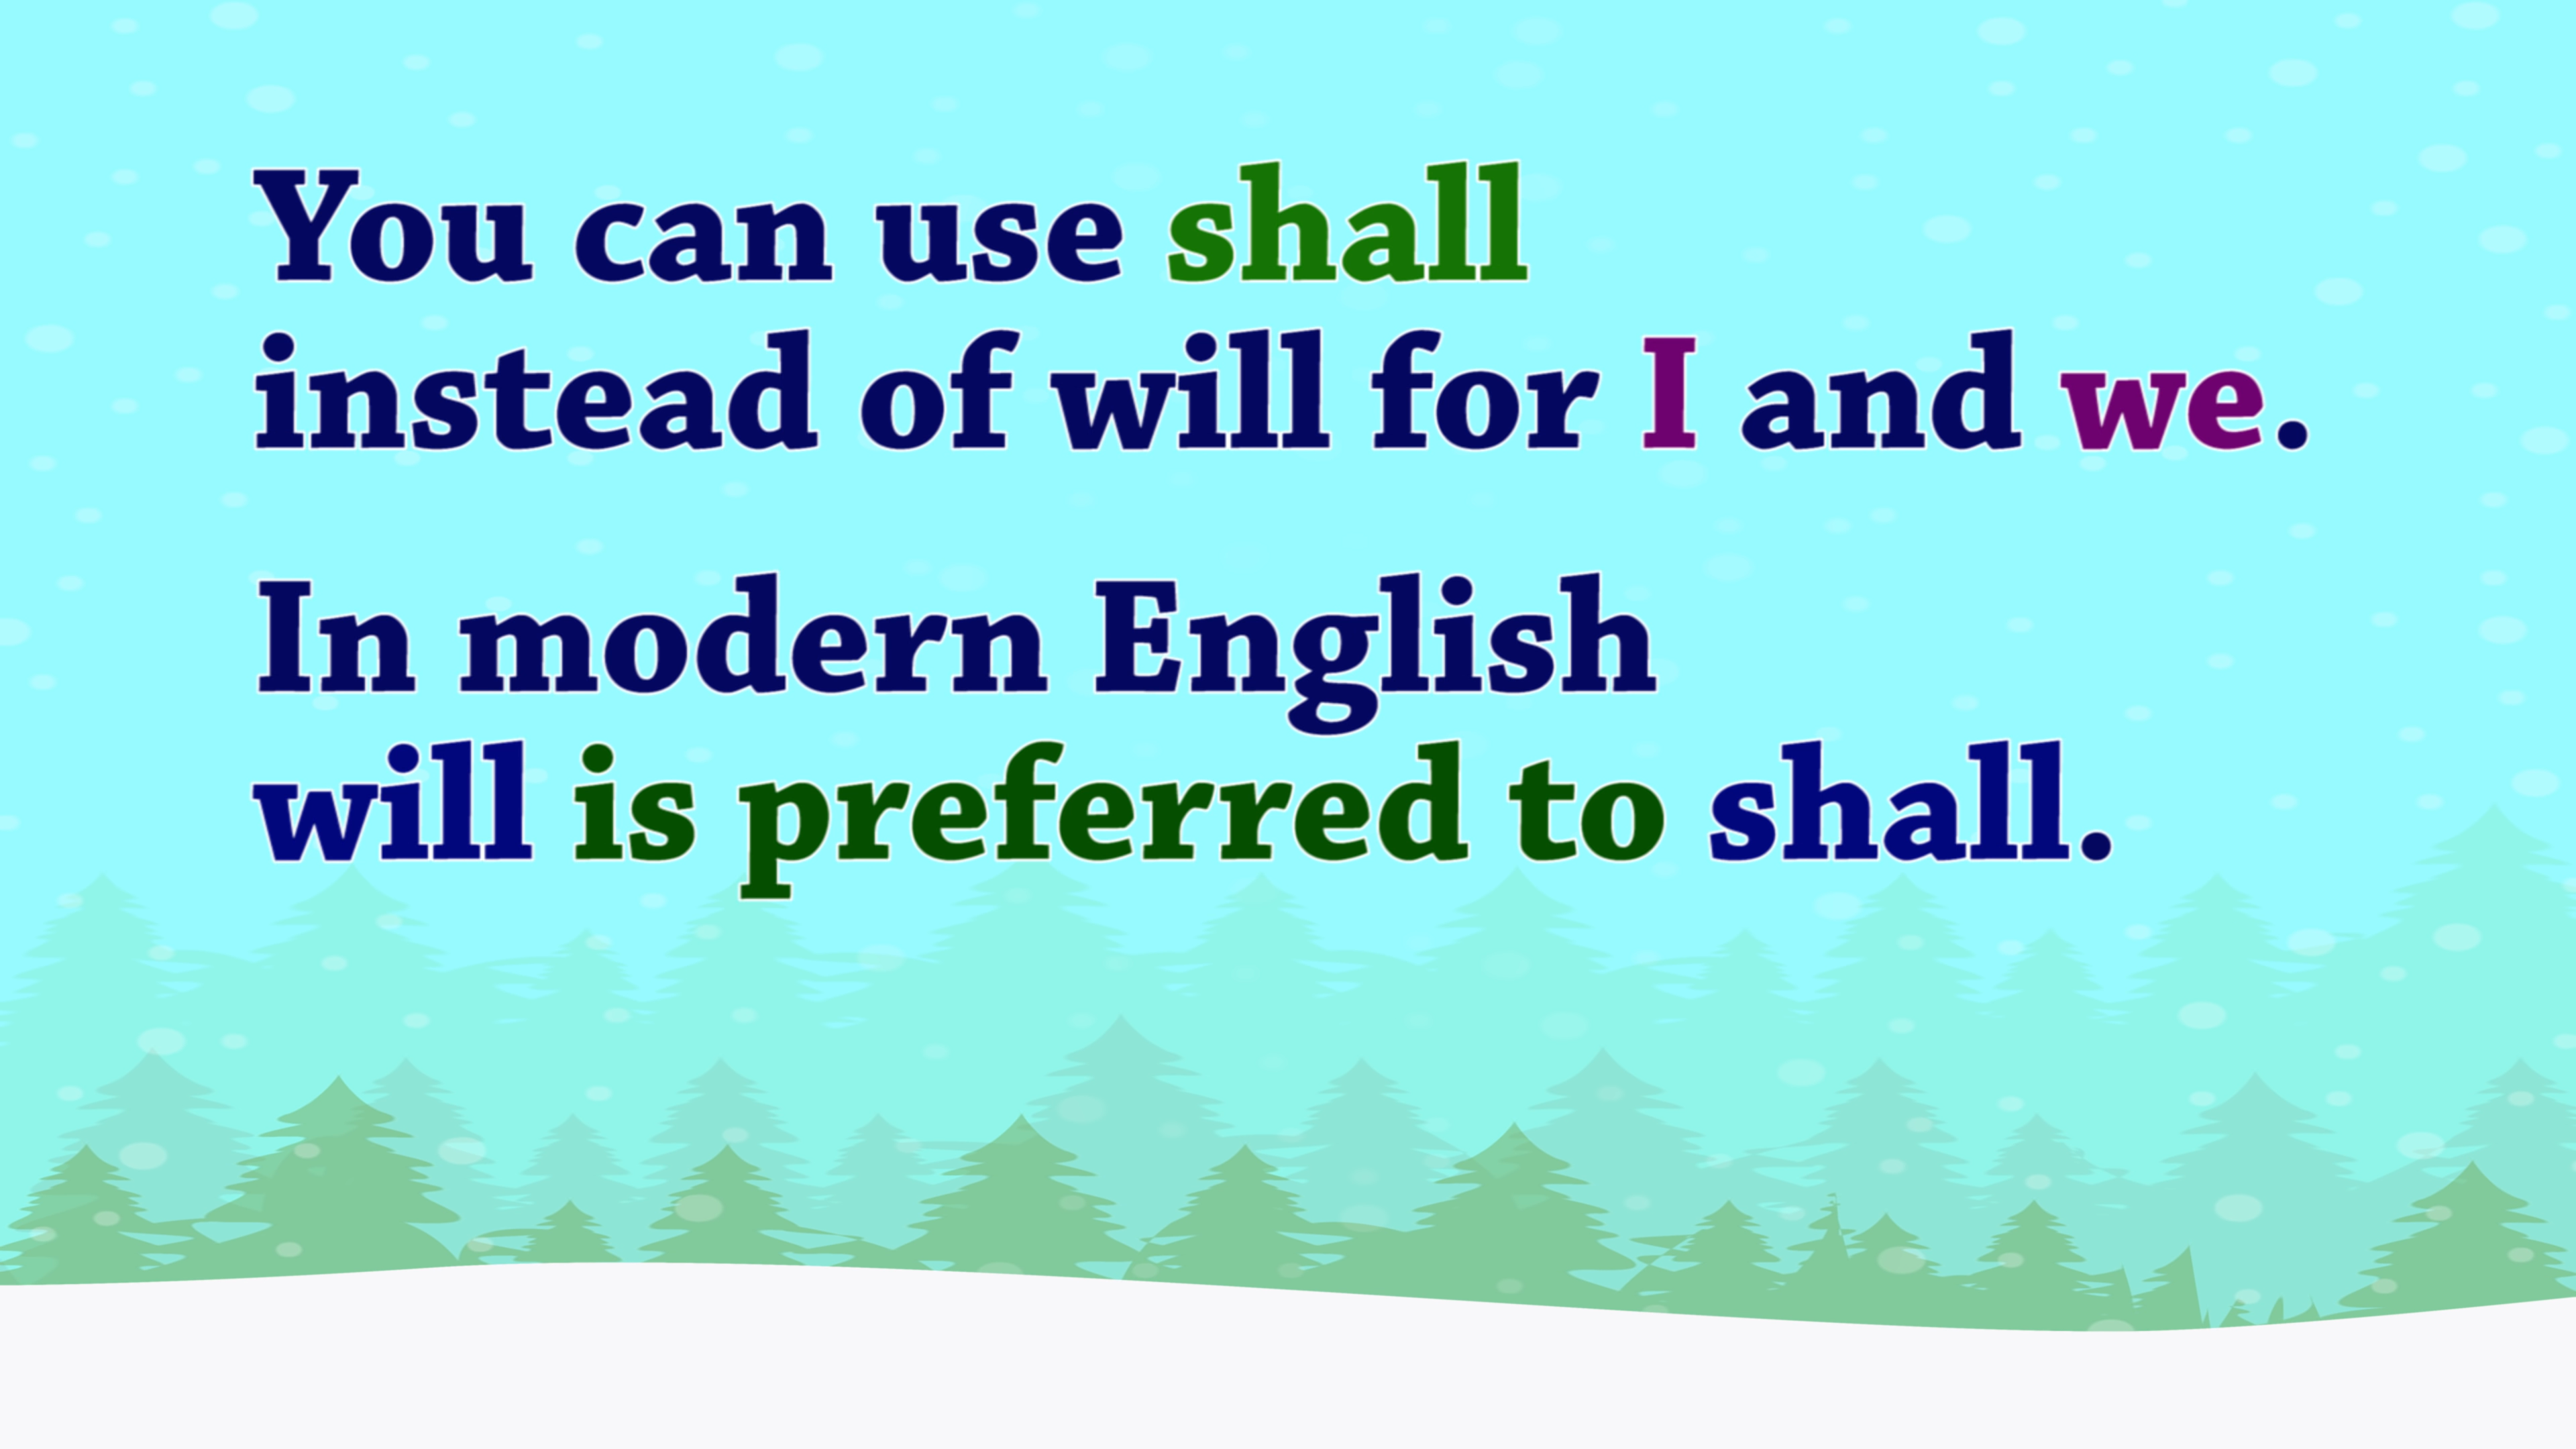 You can use shall
instead of will for I and we.
In modern English
will is preferred to shall.